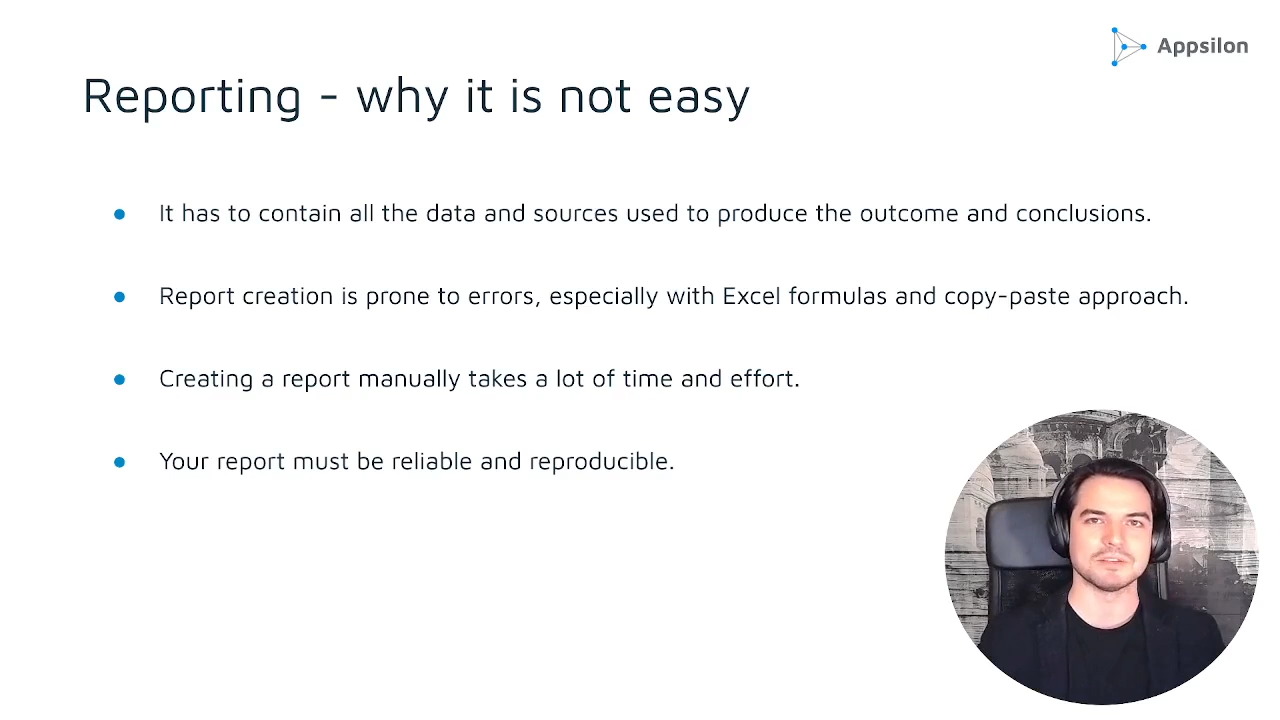 Appsilon
Reporting - why it is not easy
It has to contain all the data and sources used to produce the outcome and conclusions.
Report creation is prone to errors, especially with Excel formulas and copy-paste approach.
Creating a report manually takes a lot of time and effort.
Your report must be reliable and reproducible.